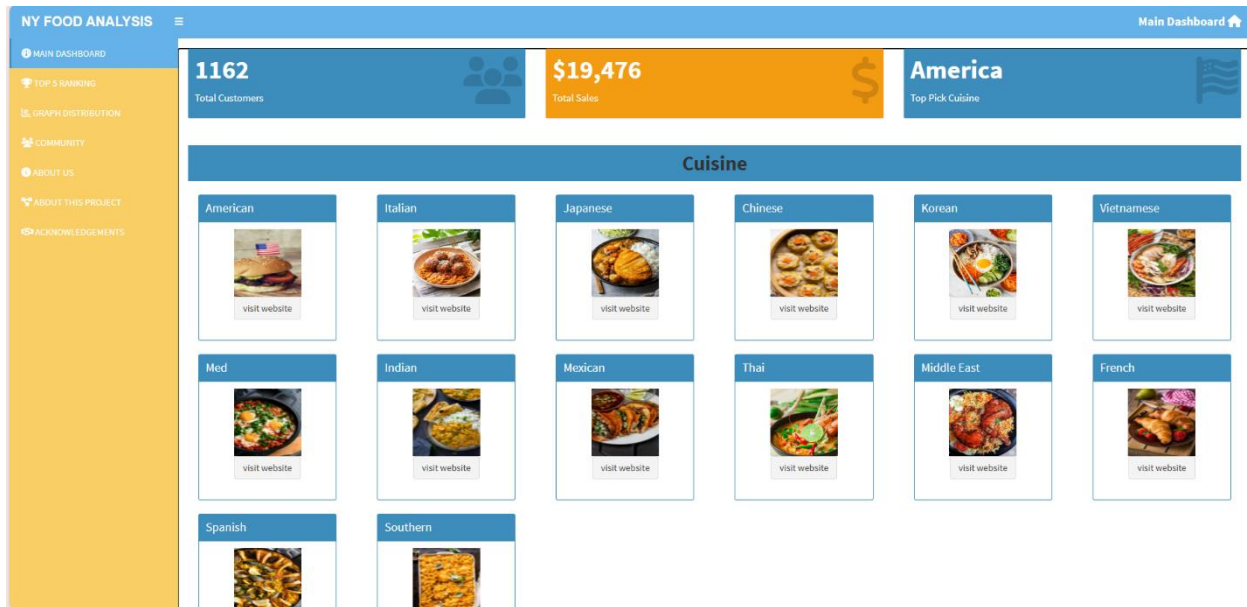 NY FOOD ANALYSIS
Main Dashboard
MAIN DASHBOARD
TOP 5 RANKING
GRAPH DISTRIBUTION
COMMUNITY
ABOUT US
ABOUT THIS PROJECT
ACKNOWLEDGEMENTS
1162
Total Customers
$19,476
Total Sales
America
Top Pick Cuisine
Cuisine
American Italian Japanese Chinese Korean Vietnamese
visit website visit website visit website visit website visit website visit website
Med Indian Mexican Thai Middle East French
visit website visit website visit website visit website visit website visit website
Spanish Southern